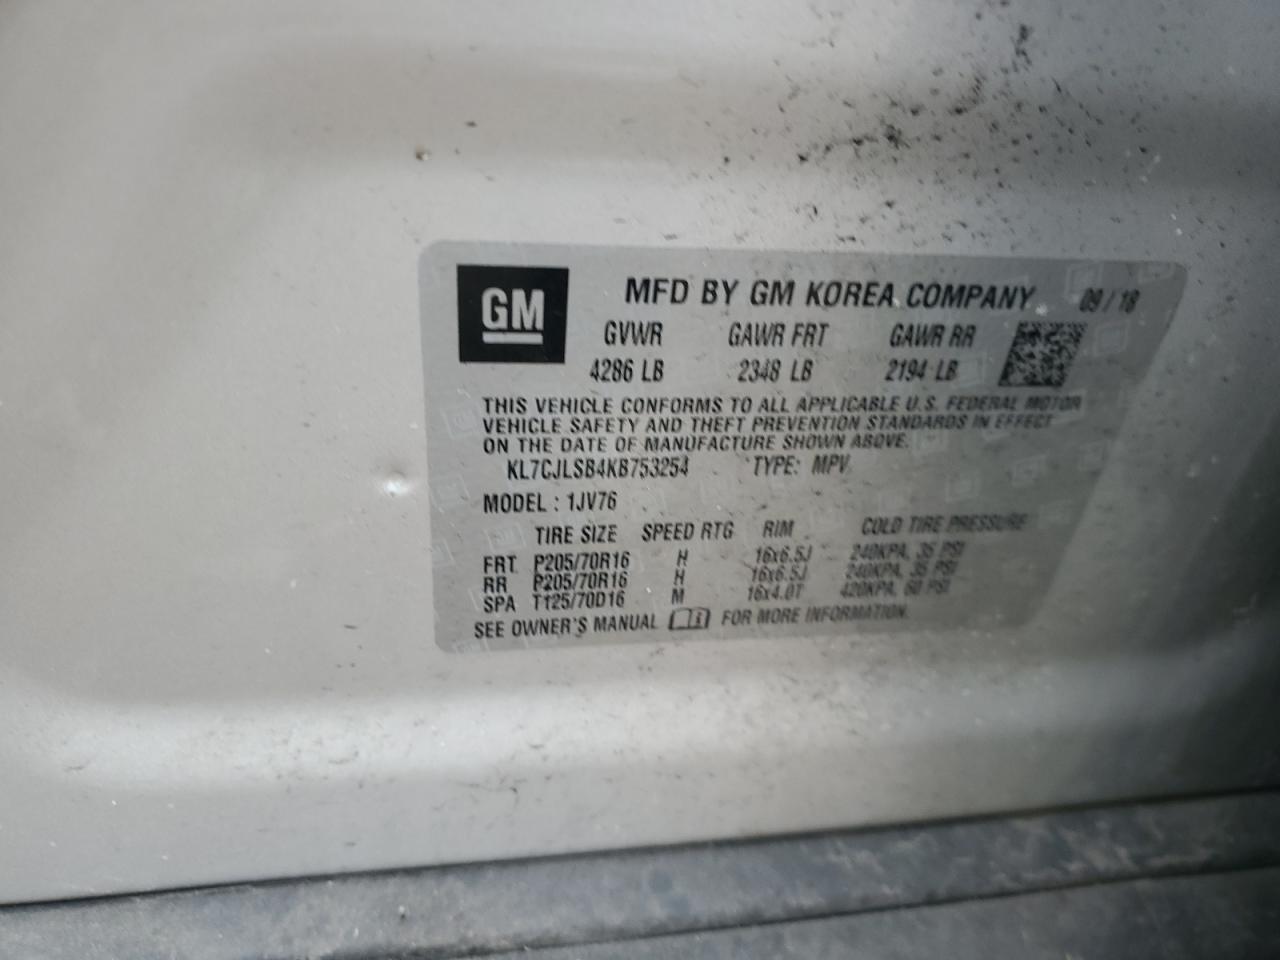 GM
MFD BY GM KOREA COMPANY 09 / 18
GVWR GAWR FRT GAWR RR
4286 LB 2348 LB 2194 LB
THIS VEHICLE CONFORMS TO ALL APPLICABLE U.S. FEDERAL MOTOR
VEHICLE SAFETY AND THEFT PREVENTION STANDARDS IN EFFECT
ON THE DATE OF MANUFACTURE SHOWN ABOVE.
KL7CJLSB4KB753254 TYPE: MPV
MODEL : 1JV76
TIRE SIZE SPEED RTG RIM COLD TIRE PRESSURE
FRT P205/70R16 H 16x6.5J 240KPA, 35 PSI
RR P205/70R16 H 16x6.5J 240KPA, 35 PSI
SPA T125/70D16 M 16x4.0T 420KPA, 60 PSI
SEE OWNER'S MANUAL FOR MORE INFORMATION.